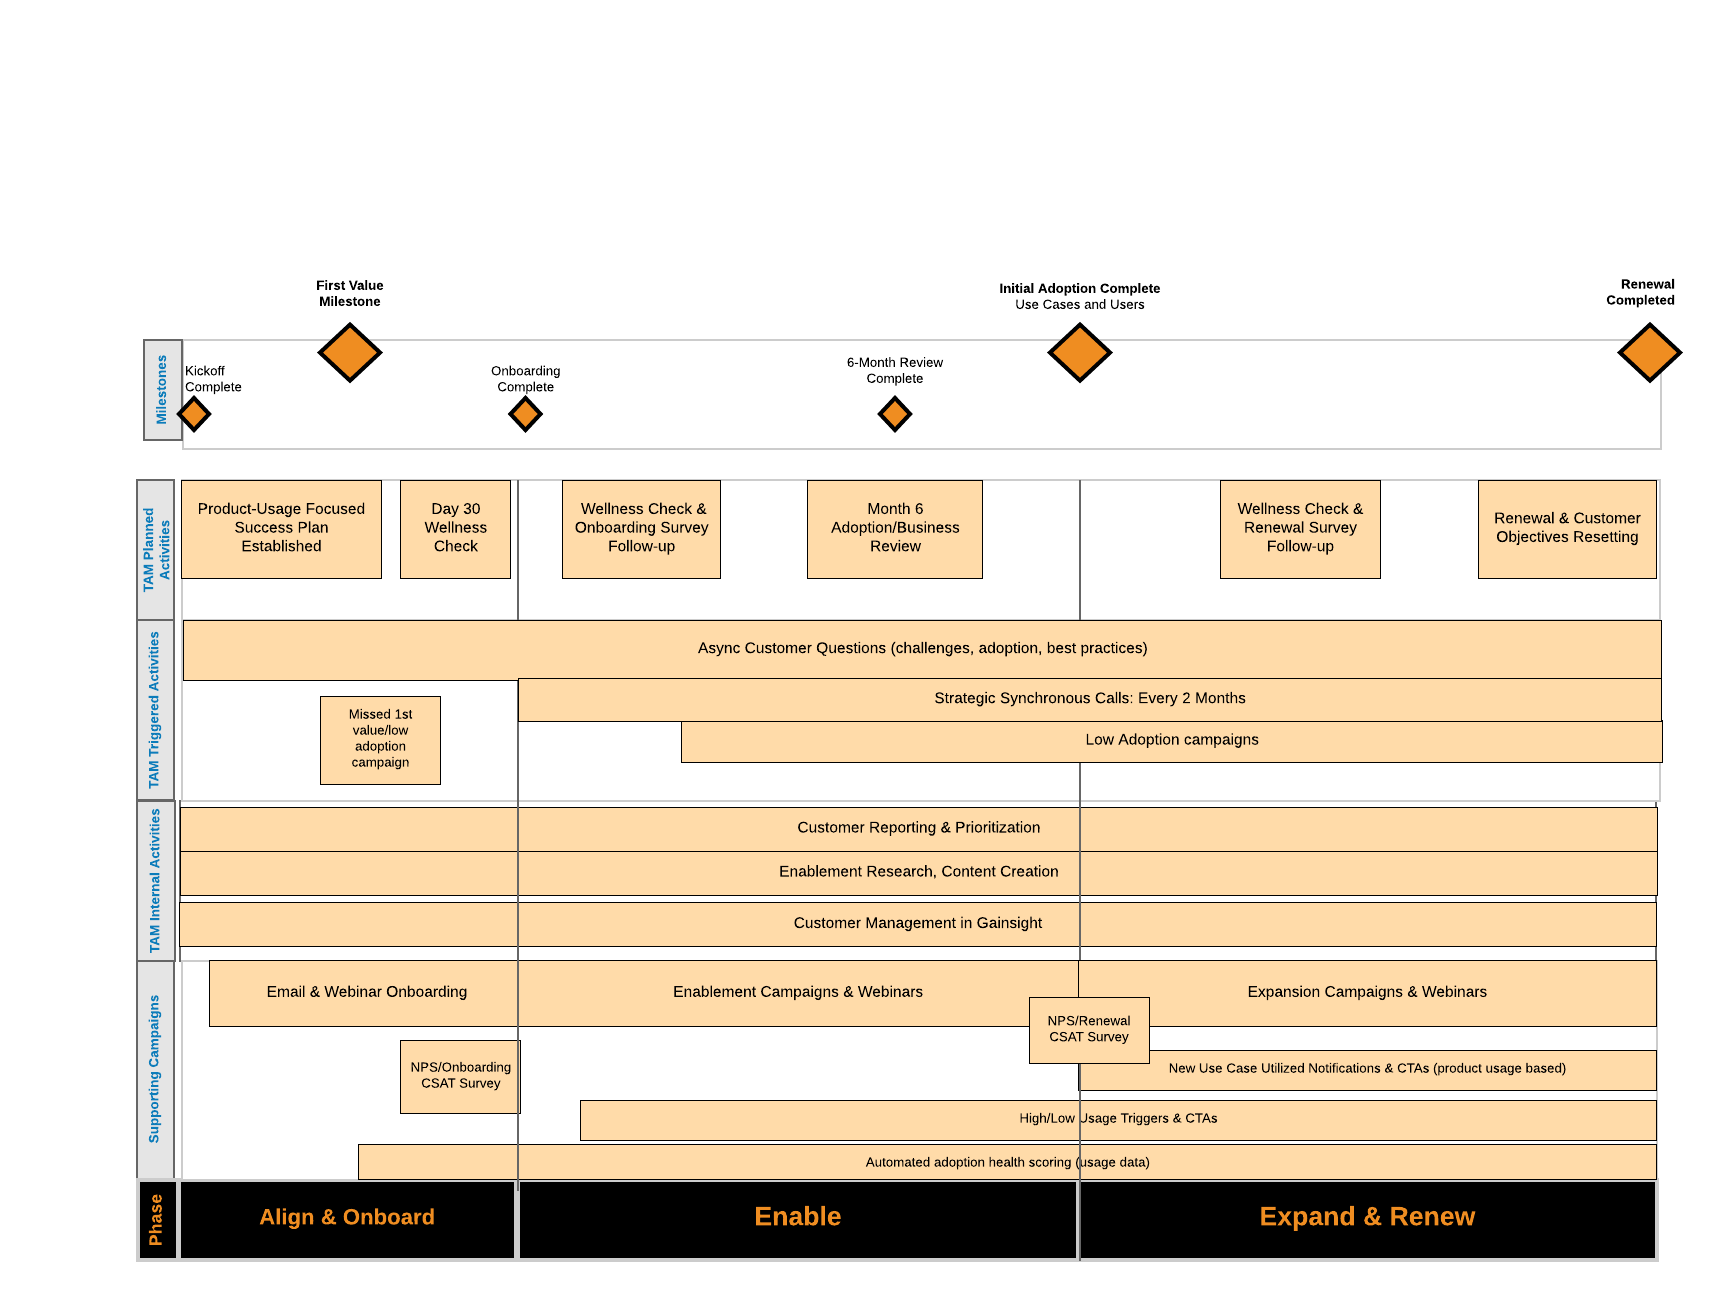 First Value
Milestone
Initial Adoption Complete
Use Cases and Users
Renewal
Completed
Milestones
Kickoff
Complete
Onboarding
Complete
6-Month Review
Complete
TAM Planned
Activities
Product-Usage Focused
Success Plan
Established
Day 30
Wellness
Check
Wellness Check &
Onboarding Survey
Follow-up
Month 6
Adoption/Business
Review
Wellness Check &
Renewal Survey
Follow-up
Renewal & Customer
Objectives Resetting
TAM Triggered Activities
Async Customer Questions (challenges, adoption, best practices)
Strategic Synchronous Calls: Every 2 Months
Missed 1st
value/low
adoption
campaign
Low Adoption campaigns
TAM Internal Activities
Customer Reporting & Prioritization
Enablement Research, Content Creation
Customer Management in Gainsight
Supporting Campaigns
Email & Webinar Onboarding
Enablement Campaigns & Webinars
Expansion Campaigns & Webinars
NPS/Renewal
CSAT Survey
NPS/Onboarding
CSAT Survey
New Use Case Utilized Notifications & CTAs (product usage based)
High/Low Usage Triggers & CTAs
Automated adoption health scoring (usage data)
Phase
Align & Onboard
Enable
Expand & Renew